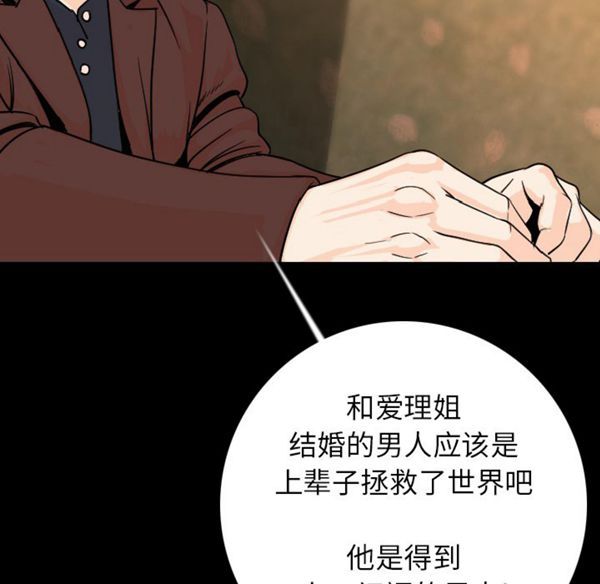 和爱理姐
结婚的男人应该是
上辈子拯救了世界吧
他是得到